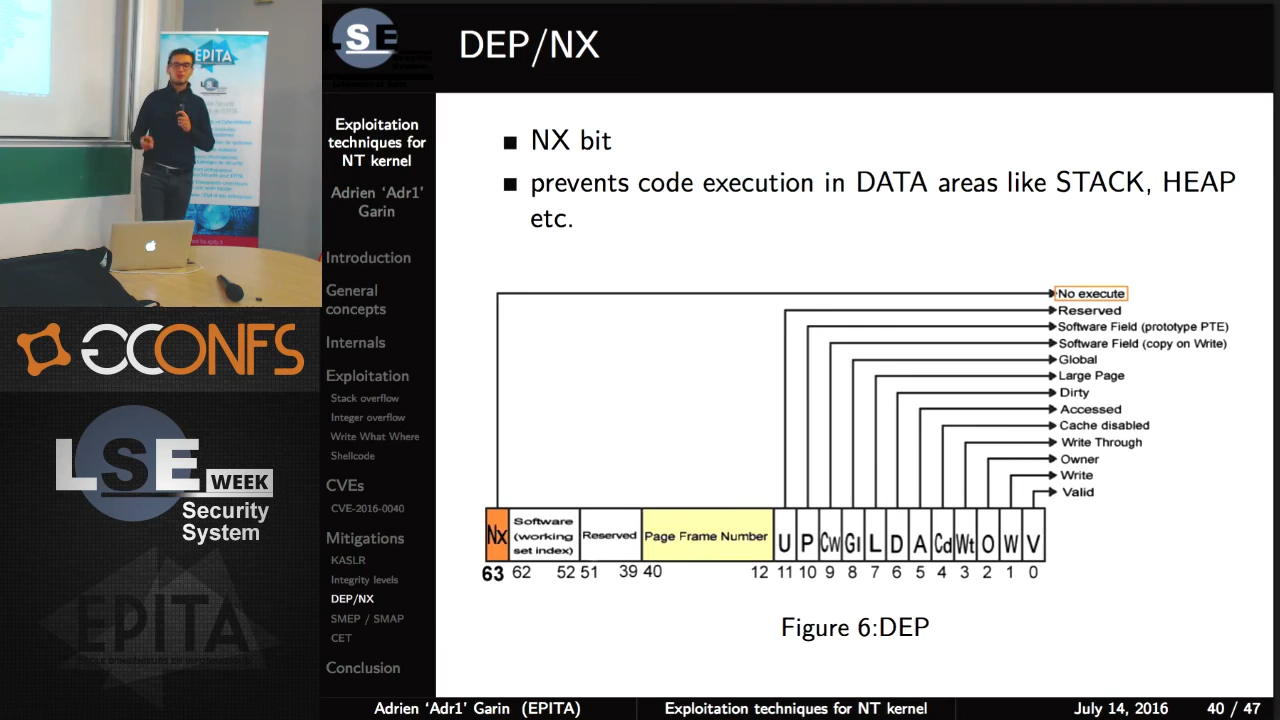 EPITA
LSE
DEP/NX
Exploitation
techniques for
NT kernel
Adrien ‘Adr1’
Garin
Introduction
General
concepts
Internals
Exploitation
Stack overflow
Integer overflow
Write What Where
Shellcode
CVEs
CVE-2016-0040
Mitigations
KASLR
Integrity levels
DEP/NX
SMEP / SMAP
CET
Conclusion
■ NX bit
■ prevents code execution in DATA areas like STACK, HEAP
etc.
No execute
Reserved
Software Field (prototype PTE)
Software Field (copy on Write)
Global
Large Page
Dirty
Accessed
Cache disabled
Write Through
Owner
Write
Valid
Nx Software (working set index) Reserved Page Frame Number U P Cw Gl L D A Cd Wt O W V
63 62 52 51 39 40 12 11 10 9 8 7 6 5 4 3 2 1 0
Figure 6:DEP
CONFS
LSE WEEK
Security
System
EPITA
Adrien ‘Adr1’ Garin (EPITA) Exploitation techniques for NT kernel July 14, 2016 40 / 47